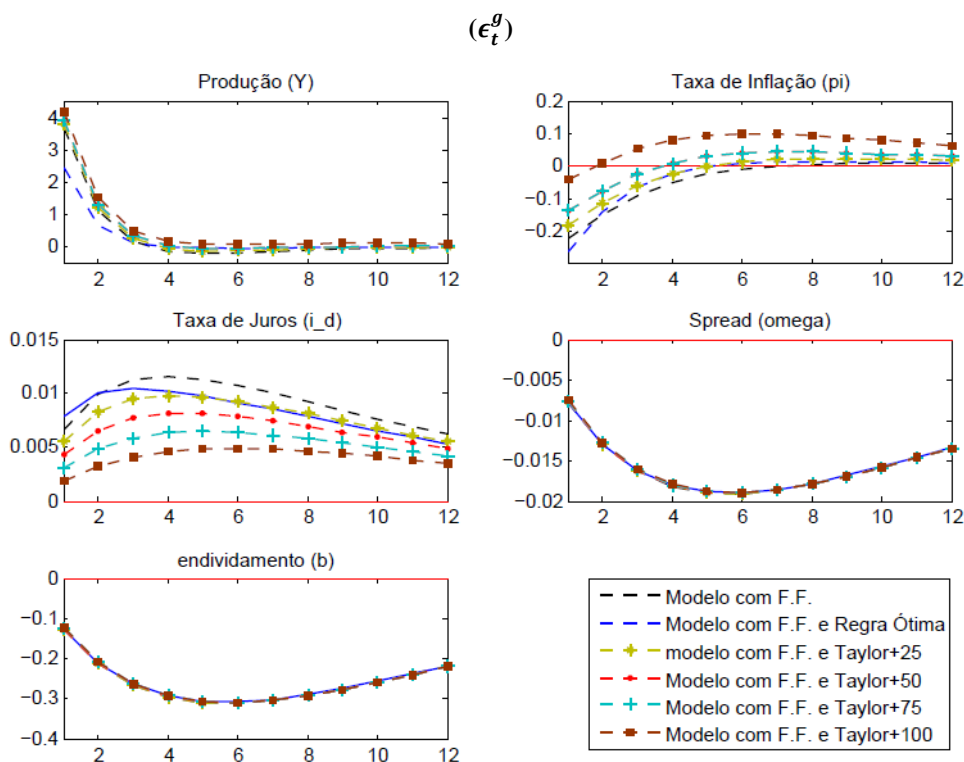 (ϵ_t^g)
Produção (Y)
4
3
2
1
0
2 4 6 8 10 12
Taxa de Inflação (pi)
0.2
0.1
0
−0.1
−0.2
2 4 6 8 10 12
Taxa de Juros (i_d)
0.015
0.01
0.005
0
2 4 6 8 10 12
Spread (omega)
0
−0.005
−0.01
−0.015
−0.02
2 4 6 8 10 12
endividamento (b)
0
−0.1
−0.2
−0.3
−0.4
2 4 6 8 10 12
Modelo com F.F.
Modelo com F.F. e Regra Ótima
modelo com F.F. e Taylor+25
Modelo com F.F. e Taylor+50
Modelo com F.F. e Taylor+75
Modelo com F.F. e Taylor+100